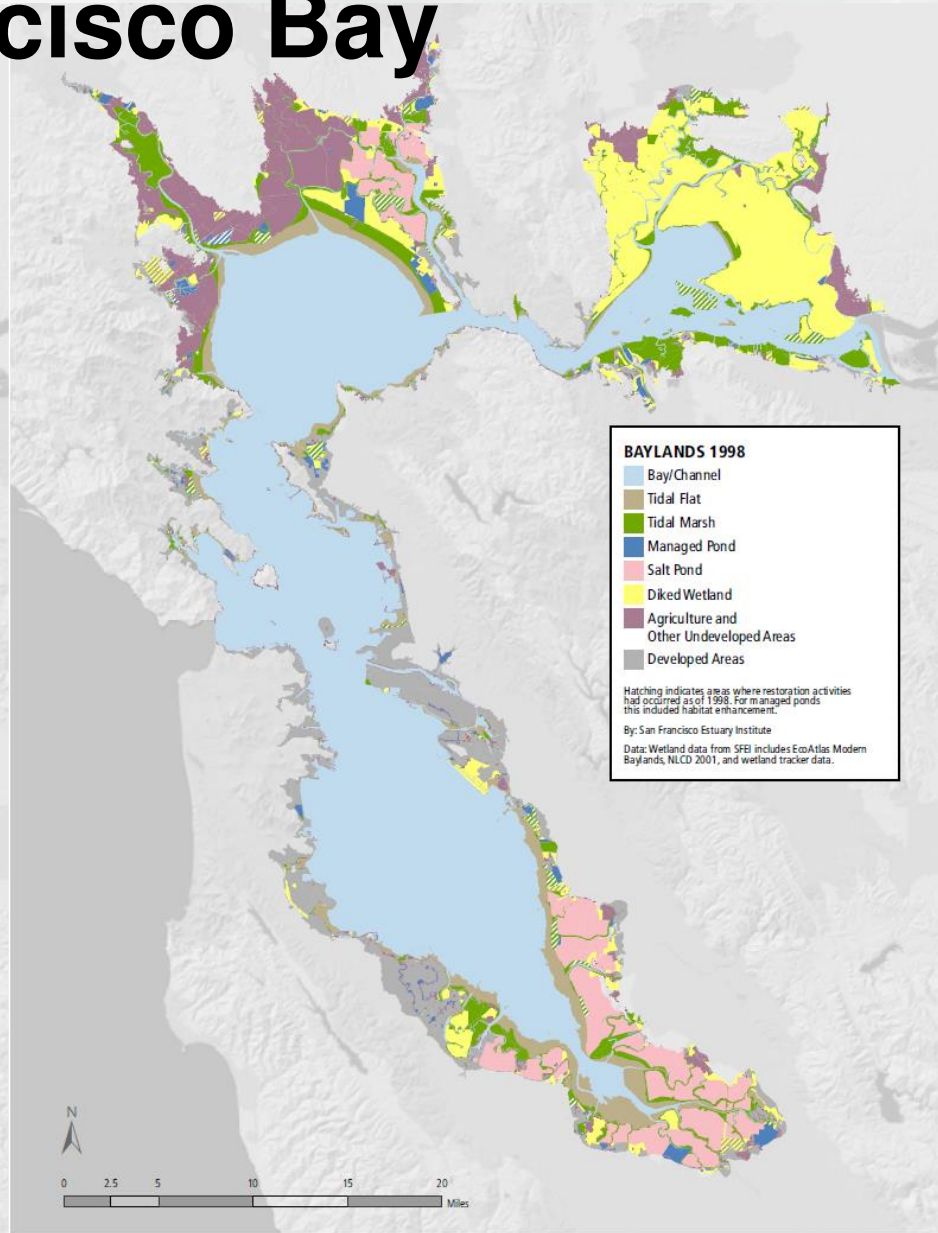 cisco Bay
BAYLANDS 1998
Bay/Channel
Tidal Flat
Tidal Marsh
Managed Pond
Salt Pond
Diked Wetland
Agriculture and
Other Undeveloped Areas
Developed Areas
Hatching indicates areas where restoration activities
had occurred as of 1998. For managed ponds
this included habitat enhancement.
By: San Francisco Estuary Institute
Data: Wetland data from SFEI includes EcoAtlas Modern
Baylands, NLCD 2001, and wetland tracker data.
N
0 2.5 5 10 15 20
Miles